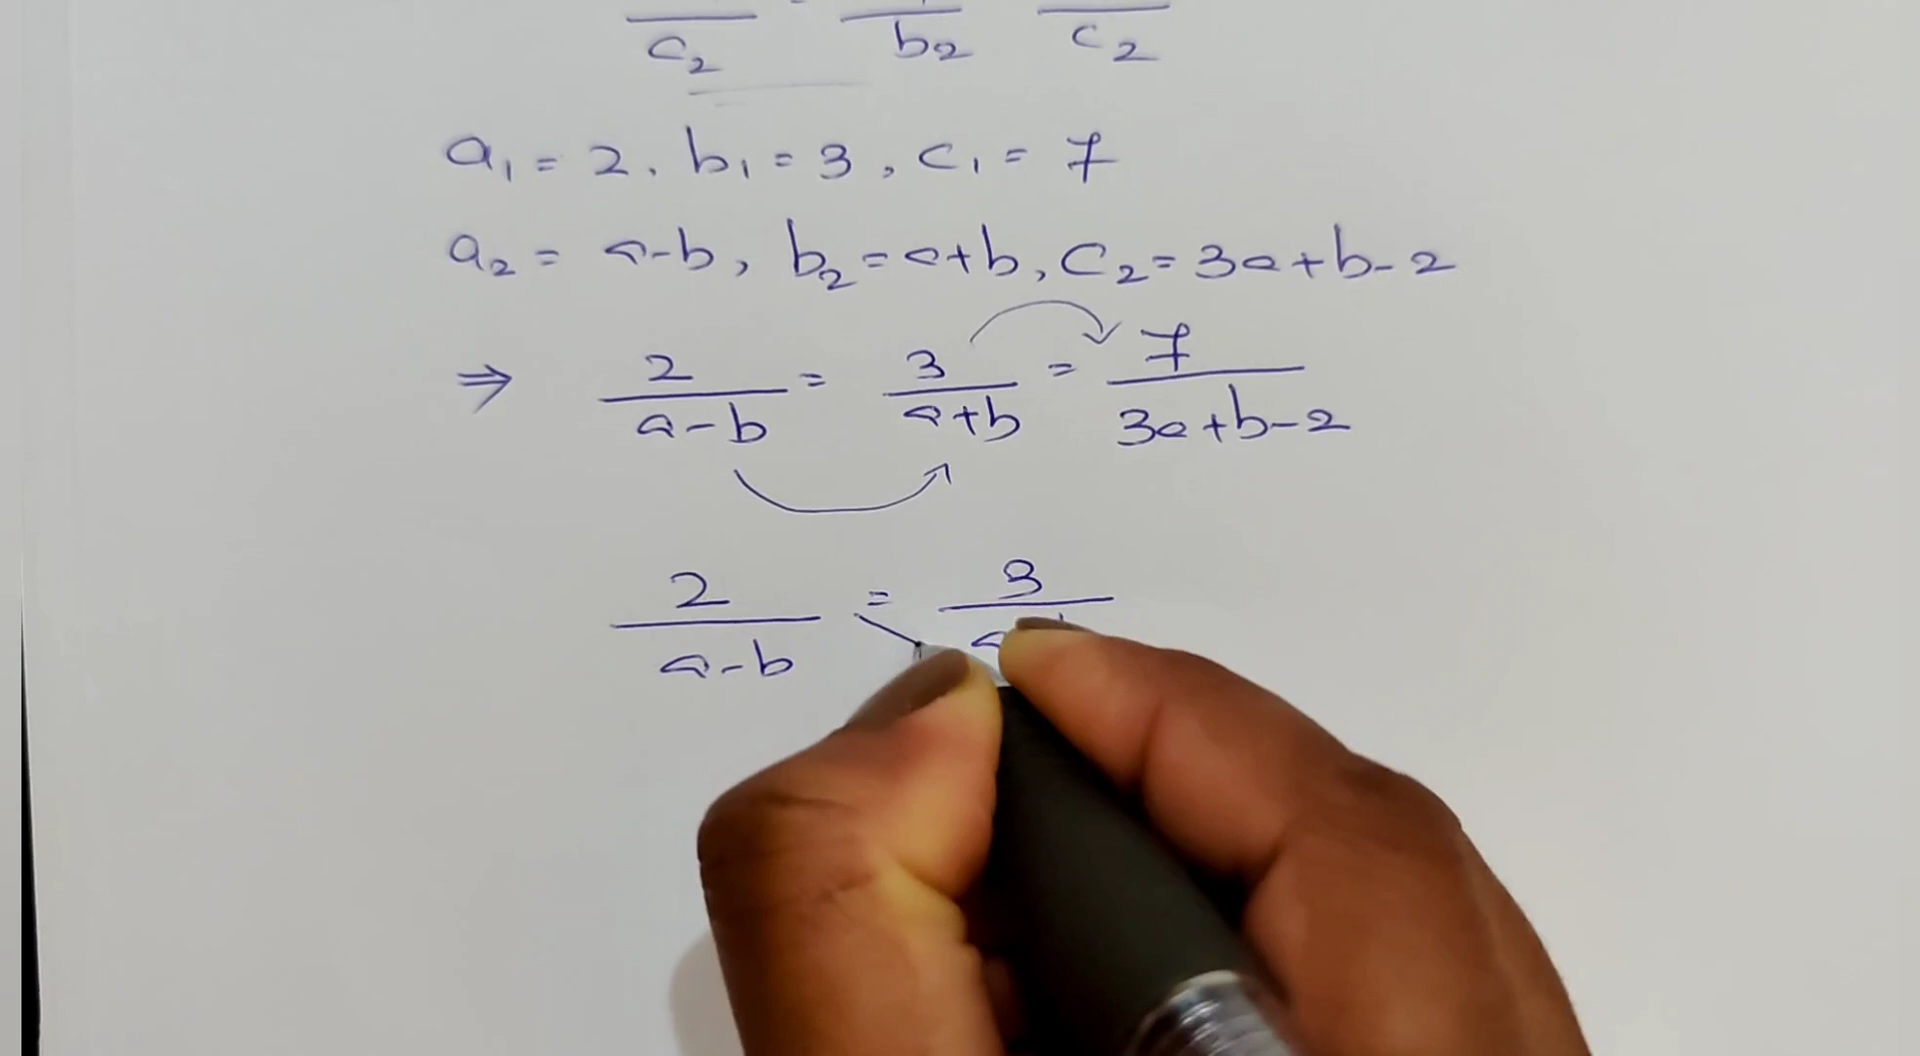 c₂ b₂ c₂
a₁ = 2, b₁ = 3, c₁ = 7
a₂ = a-b, b₂ = a+b, c₂ = 3a+b-2
⇒ 2/(a-b) = 3/(a+b) = 7/(3a+b-2)
2/(a-b) = 3/a